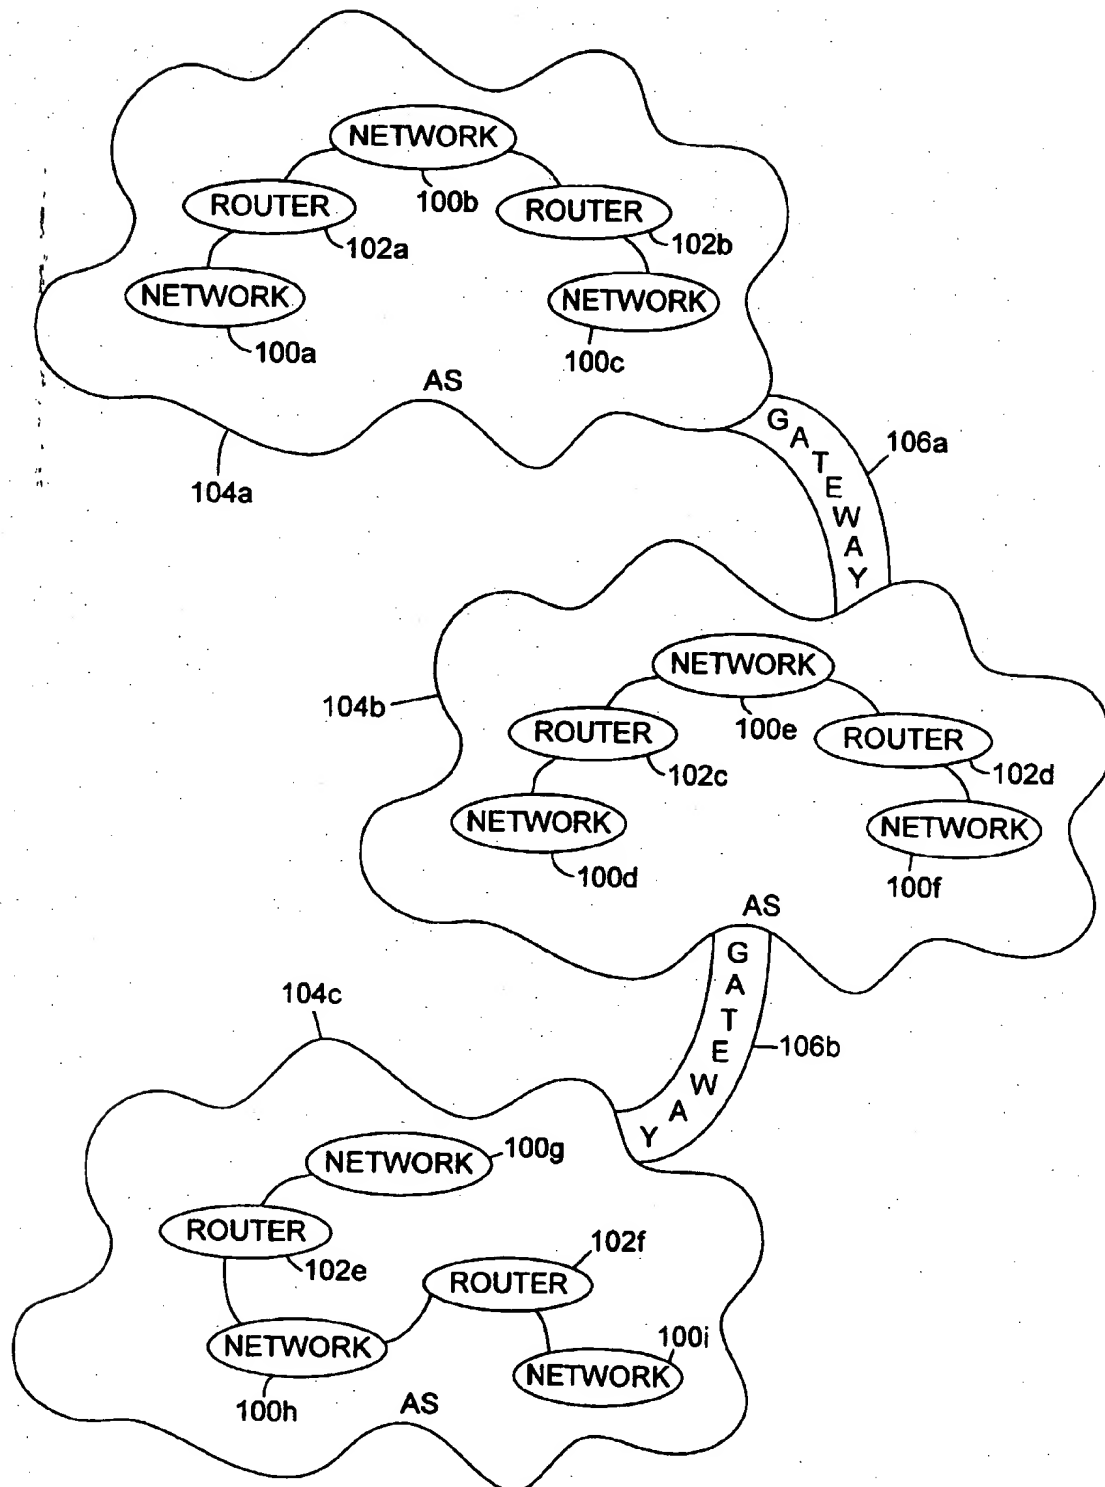 NETWORK
100b
ROUTER
102a
ROUTER
102b
NETWORK
100a
NETWORK
100c
AS
104a
GATEWAY
106a
NETWORK
100e
104b
ROUTER
102c
ROUTER
102d
NETWORK
100d
NETWORK
100f
AS
GATEWAY
106b
104c
NETWORK
100g
ROUTER
102e
ROUTER
102f
NETWORK
100h
NETWORK
100i
AS